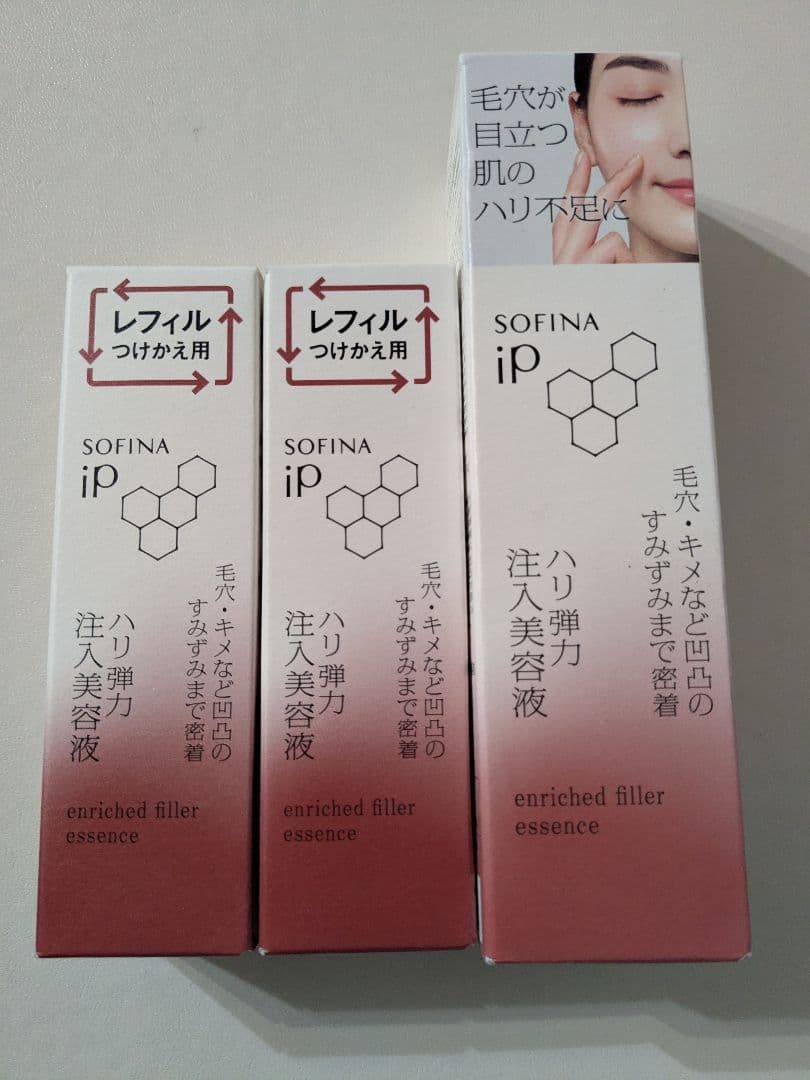 レフィル
つけかえ用
SOFINA
iP
毛穴・キメなど凹凸の
すみずみまで密着
ハリ弾力
注入美容液
enriched filler
essence
レフィル
つけかえ用
SOFINA
iP
毛穴・キメなど凹凸の
すみずみまで密着
ハリ弾力
注入美容液
enriched filler
essence
毛穴が
目立つ
肌の
ハリ不足に
SOFINA
iP
毛穴・キメなど凹凸の
すみずみまで密着
ハリ弾力
注入美容液
enriched filler
essence